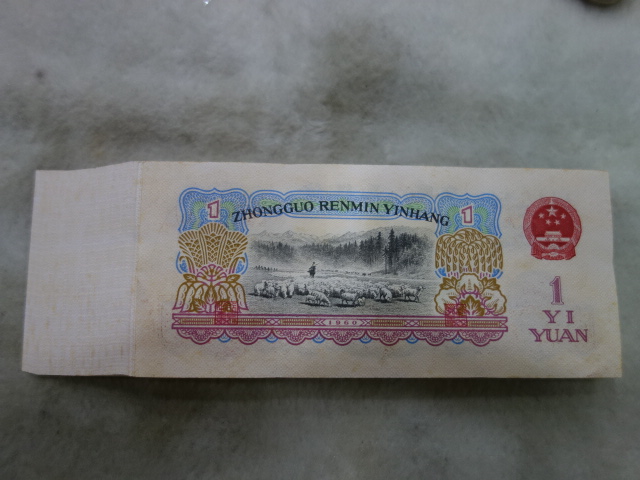 ZHONGGUO RENMIN YINHANG
1 1
1
YI
YUAN
1960